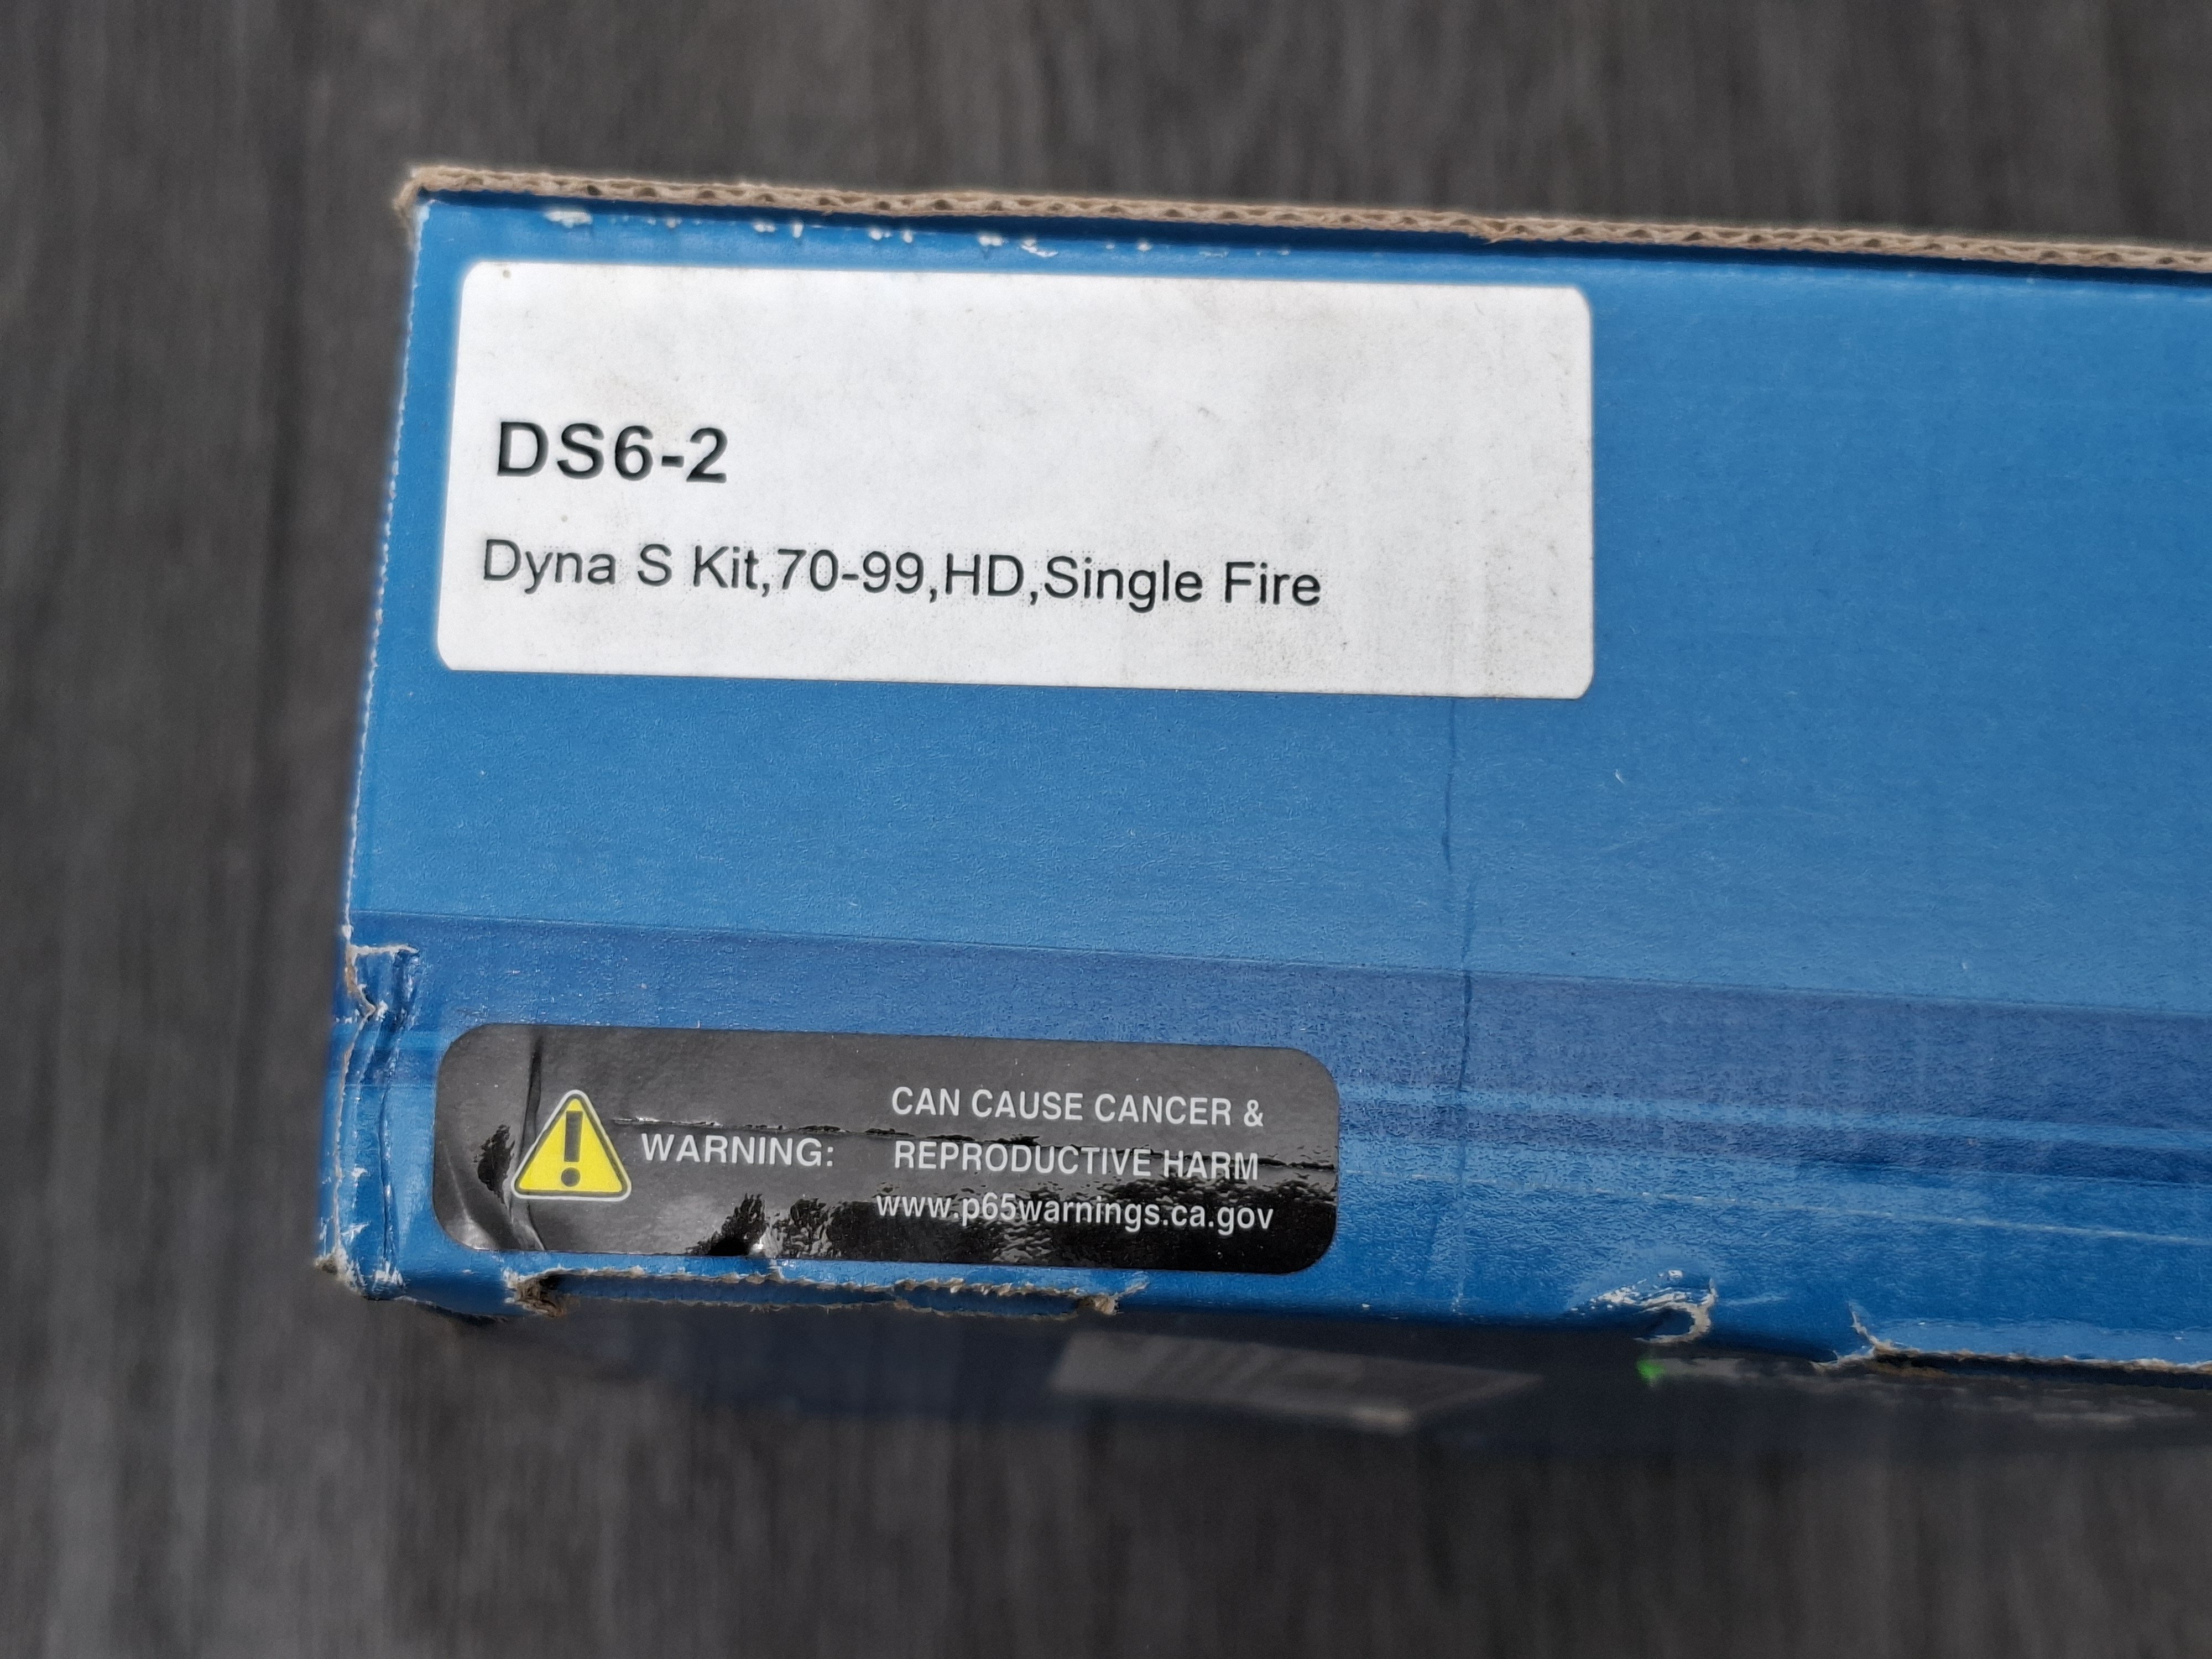 DS6-2
Dyna S Kit,70-99,HD,Single Fire
WARNING:
CAN CAUSE CANCER &
REPRODUCTIVE HARM
www.p65warnings.ca.gov